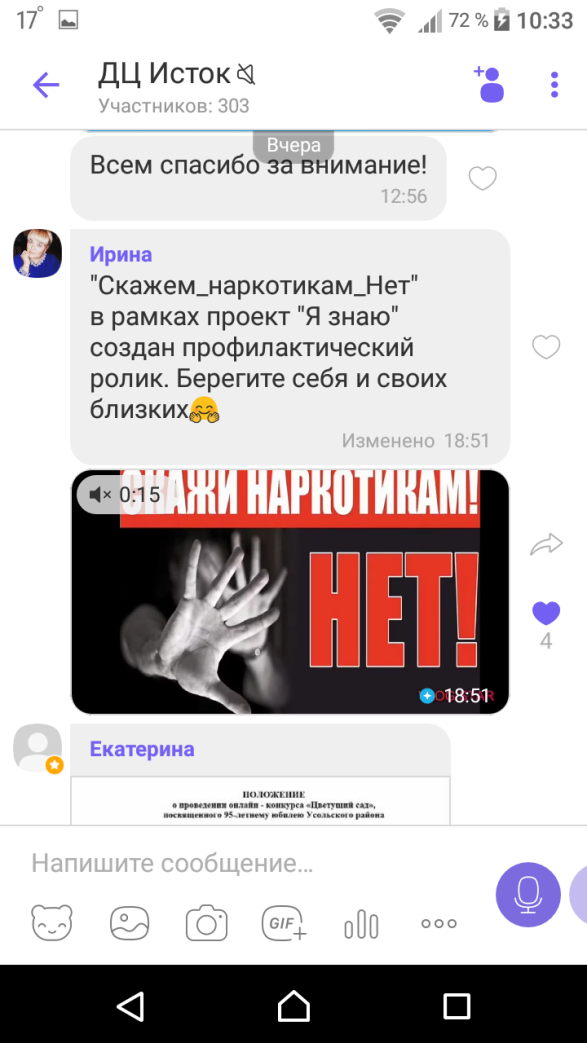 17°
72 %
10:33
ДЦ Исток
Участников: 303
Вчера
Всем спасибо за внимание!
12:56
Ирина
"Скажем_наркотикам_Нет"
в рамках проект "Я знаю"
создан профилактический
ролик. Берегите себя и своих
близких🤗
Изменено 18:51
0:15
СКАЖИ НАРКОТИКАМ!
НЕТ!
18:51
4
Екатерина
ПОЛОЖЕНИЕ
о проведении онлайн - конкурса «Цветущий сад»,
посвященного 95-летнему юбилею Усольского района
Напишите сообщение...
GIF